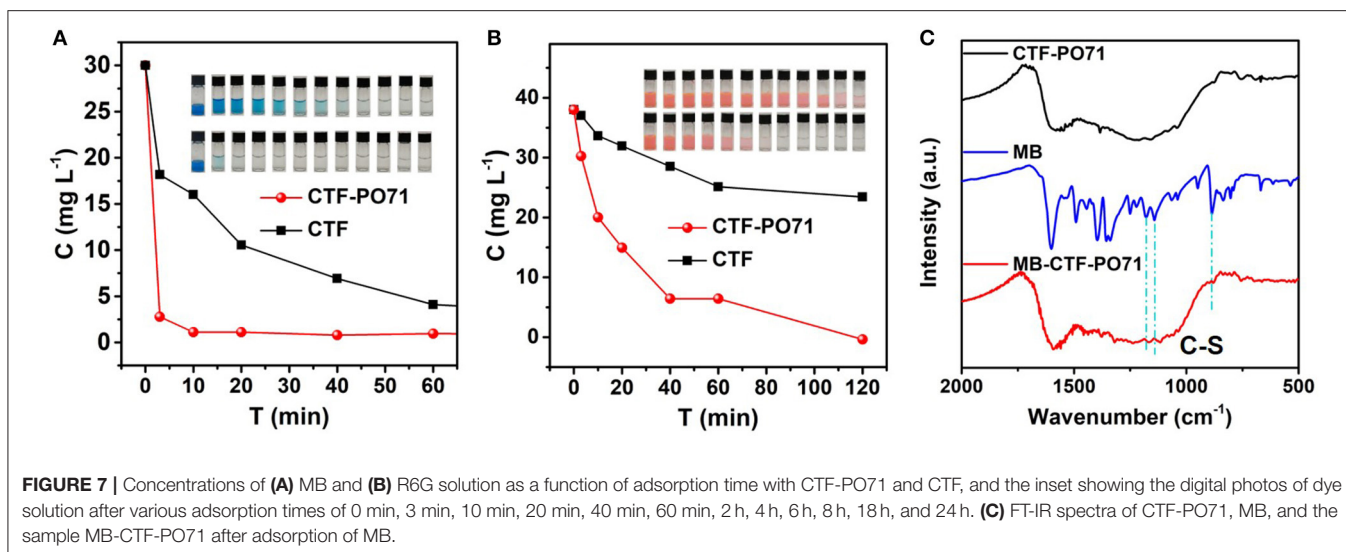 A
30
25
20
15
10
5
0
C (mg L⁻¹)
CTF-PO71
CTF
0 10 20 30 40 50 60
T (min)
B
40
30
20
10
0
C (mg L⁻¹)
CTF-PO71
CTF
0 20 40 60 80 100 120
T (min)
C
CTF-PO71
MB
MB-CTF-PO71
C-S
Intensity (a.u.)
2000 1500 1000 500
Wavenumber (cm⁻¹)
FIGURE 7 | Concentrations of (A) MB and (B) R6G solution as a function of adsorption time with CTF-PO71 and CTF, and the inset showing the digital photos of dye
solution after various adsorption times of 0 min, 3 min, 10 min, 20 min, 40 min, 60 min, 2 h, 4 h, 6 h, 8 h, 18 h, and 24 h. (C) FT-IR spectra of CTF-PO71, MB, and the
sample MB-CTF-PO71 after adsorption of MB.